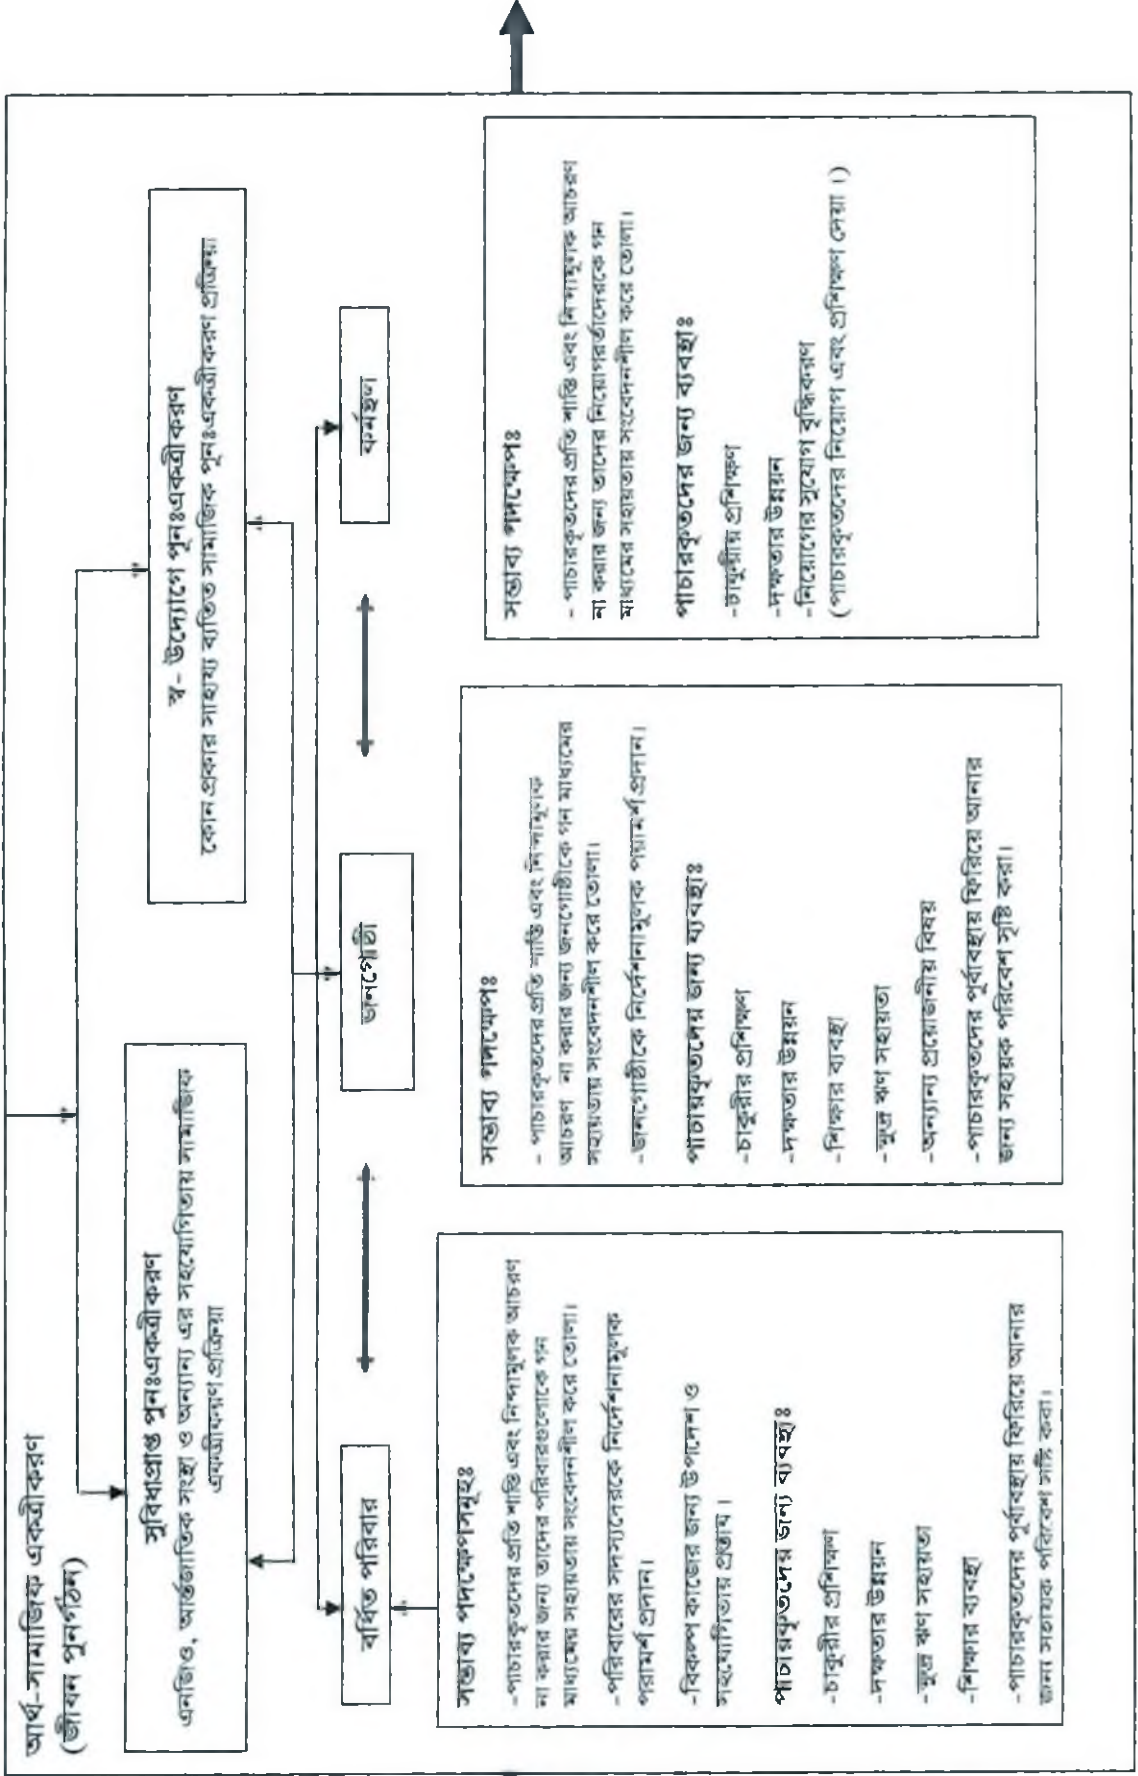 আর্থ-সামাজিক একত্রীকরণ
(জীবন পুনর্গঠন)
সুবিধাপ্রাপ্ত পুনঃএকত্রীকরণ
এনজিও, আর্ন্তজাতিক সংস্থা ও অন্যান্য এর সহযোগিতায় সামাজিক
একত্রীকরণ প্রক্রিয়া
স্ব- উদ্যোগে পুনঃএকত্রীকরণ
কোন প্রকার সাহায্য ব্যতিত সামাজিক পুনঃএকত্রীকরণ প্রক্রিয়া
বর্ধিত পরিবার
জনগোষ্ঠী
কর্মস্থল
সম্ভাব্য পদক্ষেপসমূহঃ
- পাচারকৃতদের প্রতি শাস্তি এবং নিন্দামূলক আচরণ
না করার জন্য তাদের পরিবারগুলোকে গন
মাধ্যমের সহায়তায় সংবেদনশীল করে তোলা।
- পরিবারের সদস্যদেরকে নির্দেশনামূলক
পরামর্শ প্রদান।
- বিকল্প কাজের জন্য উপদেশ ও
সহযোগিতার প্রস্তাব ।
পাচারকৃতদের জন্য ব্যবস্থাঃ
- চাকুরীর প্রশিক্ষণ
- দক্ষতার উন্নয়ন
- ক্ষুদ্র ঋণ সহায়তা
- শিক্ষার ব্যবস্থা
- পাচারকৃতদের পূর্বাবস্থায় ফিরিয়ে আনার
জন্য সহায়ক পরিবেশ সৃষ্টি করা।
সম্ভাব্য পদক্ষেপঃ
- পাচারকৃতদের প্রতি শাস্তি এবং নিন্দামূলক
আচরণ না করার জন্য জনগোষ্ঠীকে গন মাধ্যমের
সহায়তায় সংবেদনশীল করে তোলা।
- জনগোষ্ঠীকে নির্দেশনামূলক পরামর্শ প্রদান।
পাচারকৃতদের জন্য ব্যবস্থাঃ
- চাকুরীর প্রশিক্ষণ
- দক্ষতার উন্নয়ন
- শিক্ষার ব্যবস্থা
- ক্ষুদ্র ঋণ সহায়তা
- অন্যান্য প্রয়োজনীয় বিষয়
- পাচারকৃতদের পূর্বাবস্থায় ফিরিয়ে আনার
জন্য সহায়ক পরিবেশ সৃষ্টি করা।
সম্ভাব্য পদক্ষেপঃ
- পাচারকৃতদের প্রতি শাস্তি এবং নিন্দামূলক আচরণ
না করার জন্য তাদের নিয়োগকর্তাদেরকে গন
মাধ্যমের সহায়তায় সংবেদনশীল করে তোলা।
পাচারকৃতদের জন্য ব্যবস্থাঃ
- চাকুরীর প্রশিক্ষণ
- দক্ষতার উন্নয়ন
- নিয়োগের সুযোগ বৃদ্ধিকরণ
(পাচারকৃতদের নিয়োগ এবং প্রশিক্ষণ দেয়া ।)